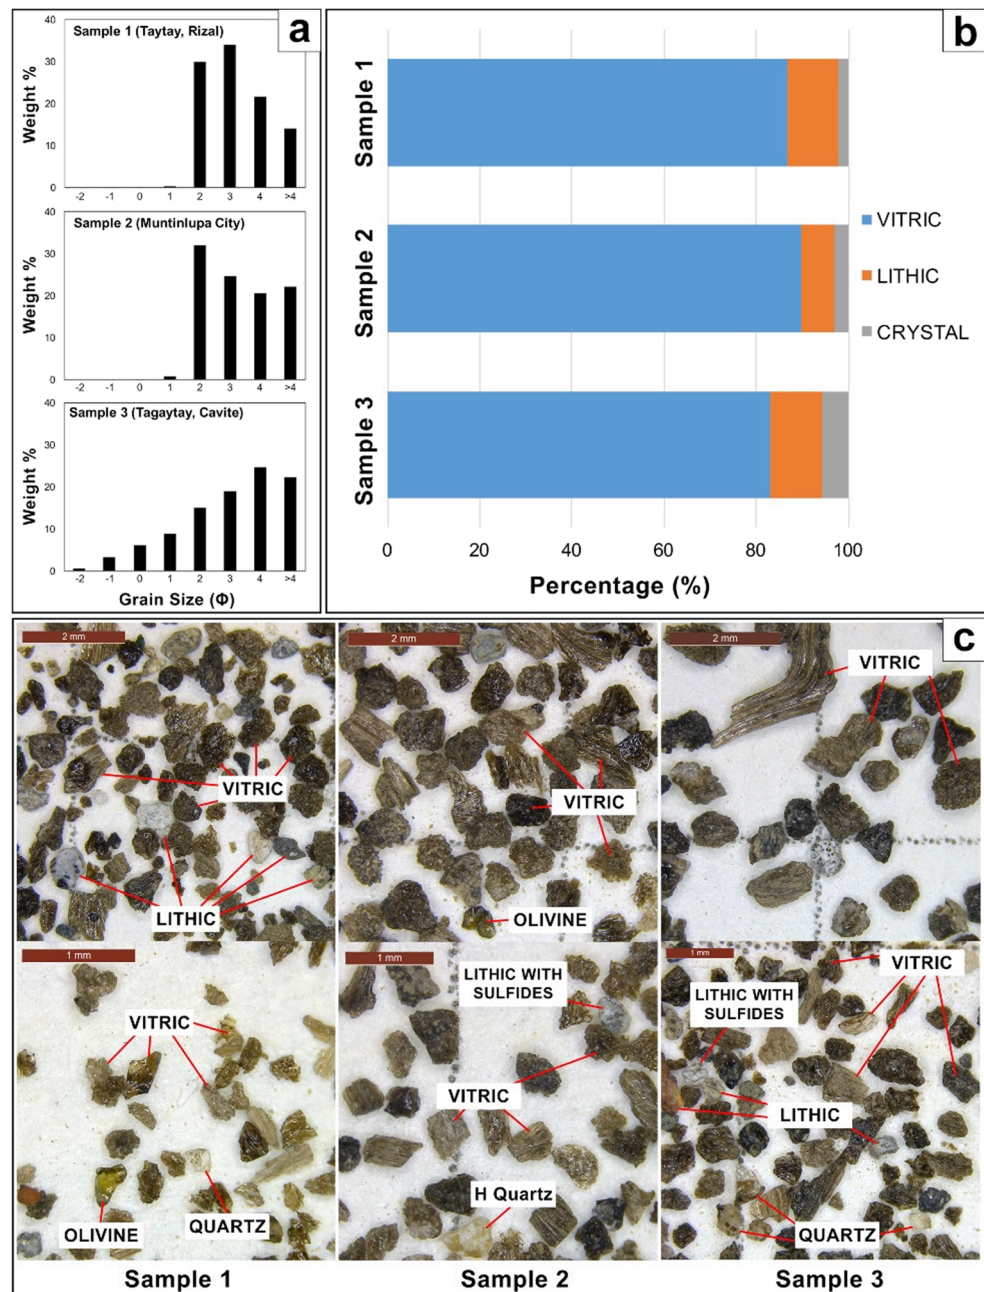 a
Sample 1 (Taytay, Rizal)
Weight %
40
30
20
10
0
-2 -1 0 1 2 3 4 >4
Sample 2 (Muntinlupa City)
Weight %
40
30
20
10
0
-2 -1 0 1 2 3 4 >4
Sample 3 (Tagaytay, Cavite)
Weight %
40
30
20
10
0
-2 -1 0 1 2 3 4 >4
Grain Size (Φ)
b
Sample 1
Sample 2
Sample 3
VITRIC
LITHIC
CRYSTAL
0 20 40 60 80 100
Percentage (%)
c
2 mm
VITRIC
LITHIC
2 mm
VITRIC
OLIVINE
2 mm
VITRIC
1 mm
VITRIC
OLIVINE
QUARTZ
1 mm
LITHIC WITH
SULFIDES
VITRIC
H Quartz
1 mm
VITRIC
LITHIC WITH
SULFIDES
LITHIC
QUARTZ
Sample 1
Sample 2
Sample 3